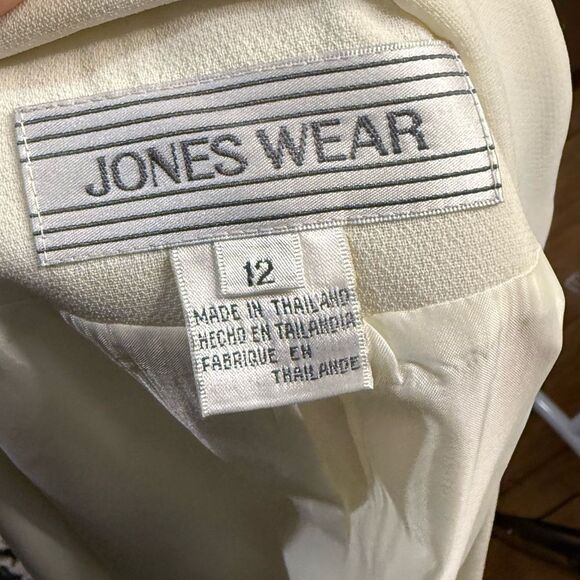 JONES WEAR
12
MADE IN THAILAND
HECHO EN TAILANDIA
FABRIQUE EN
THAILANDE